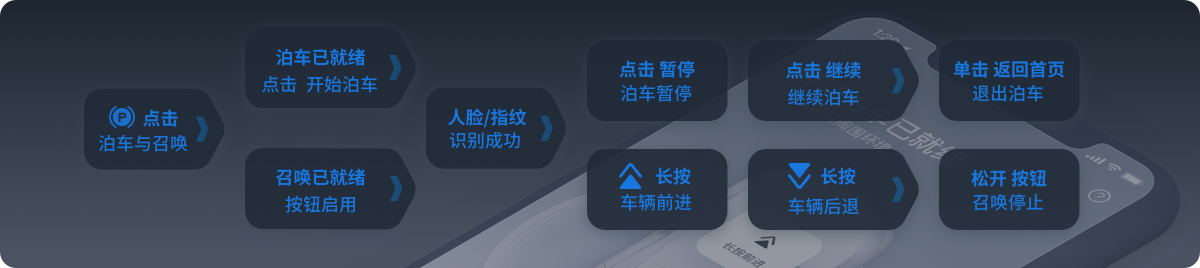 点击
泊车与召唤
泊车已就绪
点击 开始泊车
召唤已就绪
按钮启用
人脸/指纹
识别成功
点击 暂停
泊车暂停
点击 继续
继续泊车
单击 返回首页
退出泊车
长按
车辆前进
长按
车辆后退
松开 按钮
召唤停止
长按前进